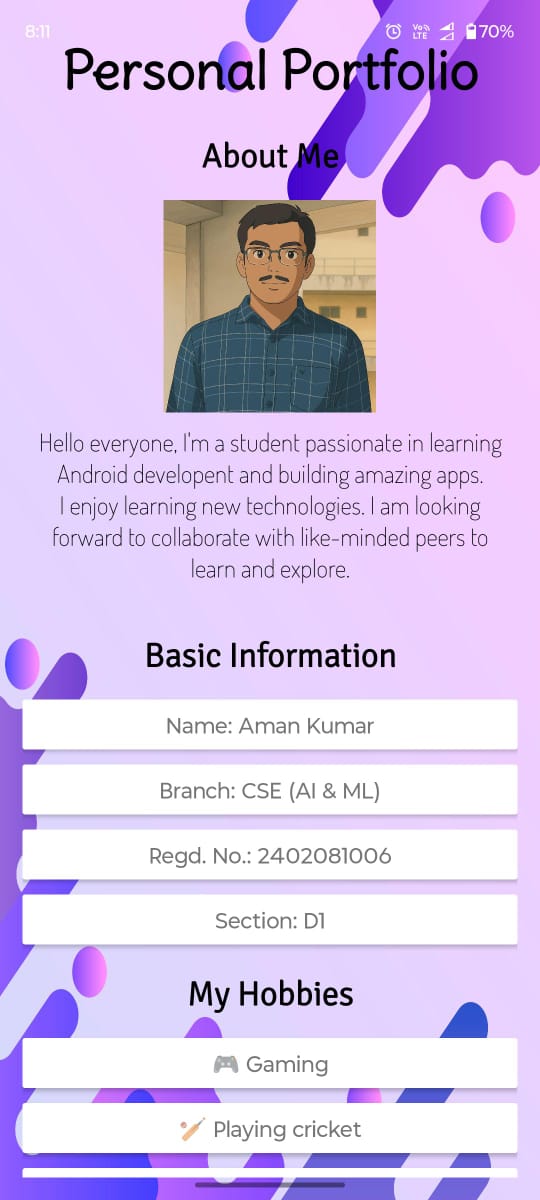 8:11
Vo LTE 70%
Personal Portfolio
About Me
Hello everyone, I'm a student passionate in learning
Android developent and building amazing apps.
I enjoy learning new technologies. I am looking
forward to collaborate with like-minded peers to
learn and explore.
Basic Information
Name: Aman Kumar
Branch: CSE (AI & ML)
Regd. No.: 2402081006
Section: D1
My Hobbies
🎮 Gaming
🏏 Playing cricket